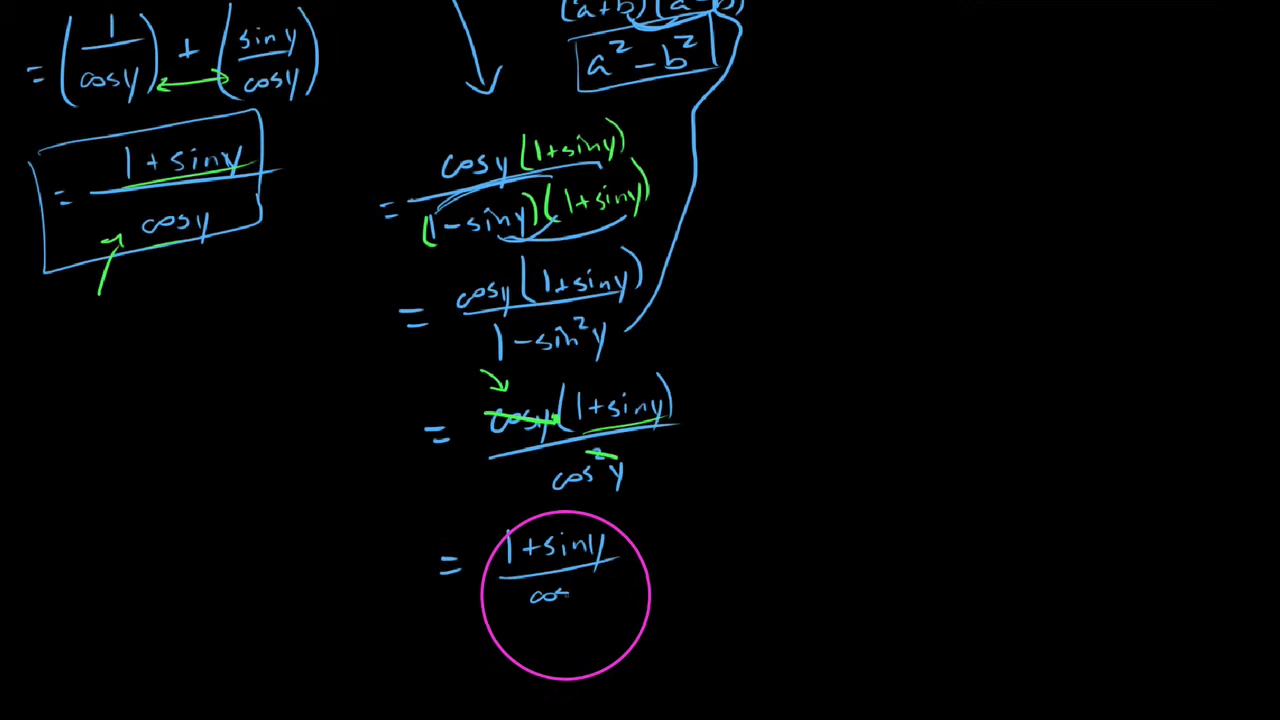 = (1/cosy) + (siny/cosy)
= (1 + siny)/cosy
(a+b)(a-b)
a² - b²
= cosy(1+siny)/(1-siny)(1+siny)
= cosy(1+siny)/1-sin²y
= cosy(1+siny)/cos²y
= 1+siny/cos